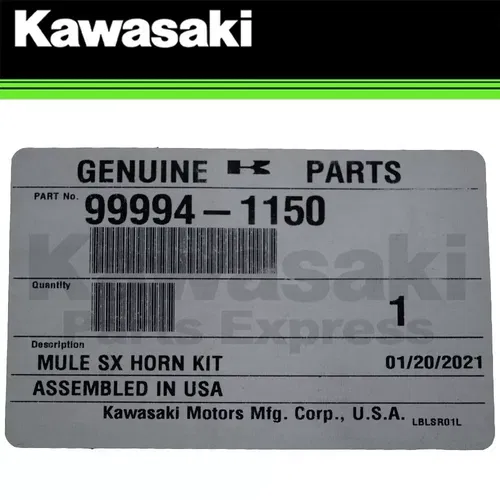 Kawasaki
GENUINE K PARTS
PART No. 99994-1150
Kawasaki
Parts Express
Quantity 1
Description
MULE SX HORN KIT 01/20/2021
ASSEMBLED IN USA
Kawasaki Motors Mfg. Corp., U.S.A. LBLSR01L